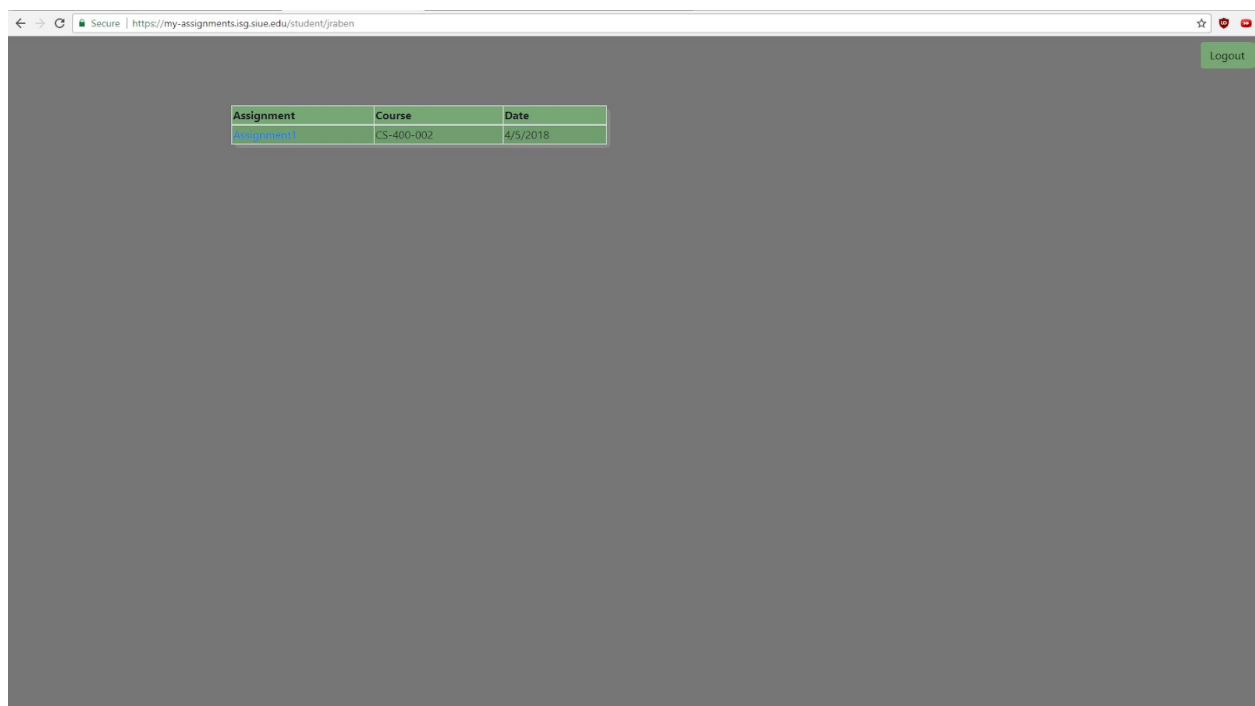 Secure | https://my-assignments.isg.siue.edu/student/jraben
Logout
Assignment Course Date
Assignment1 CS-400-002 4/5/2018